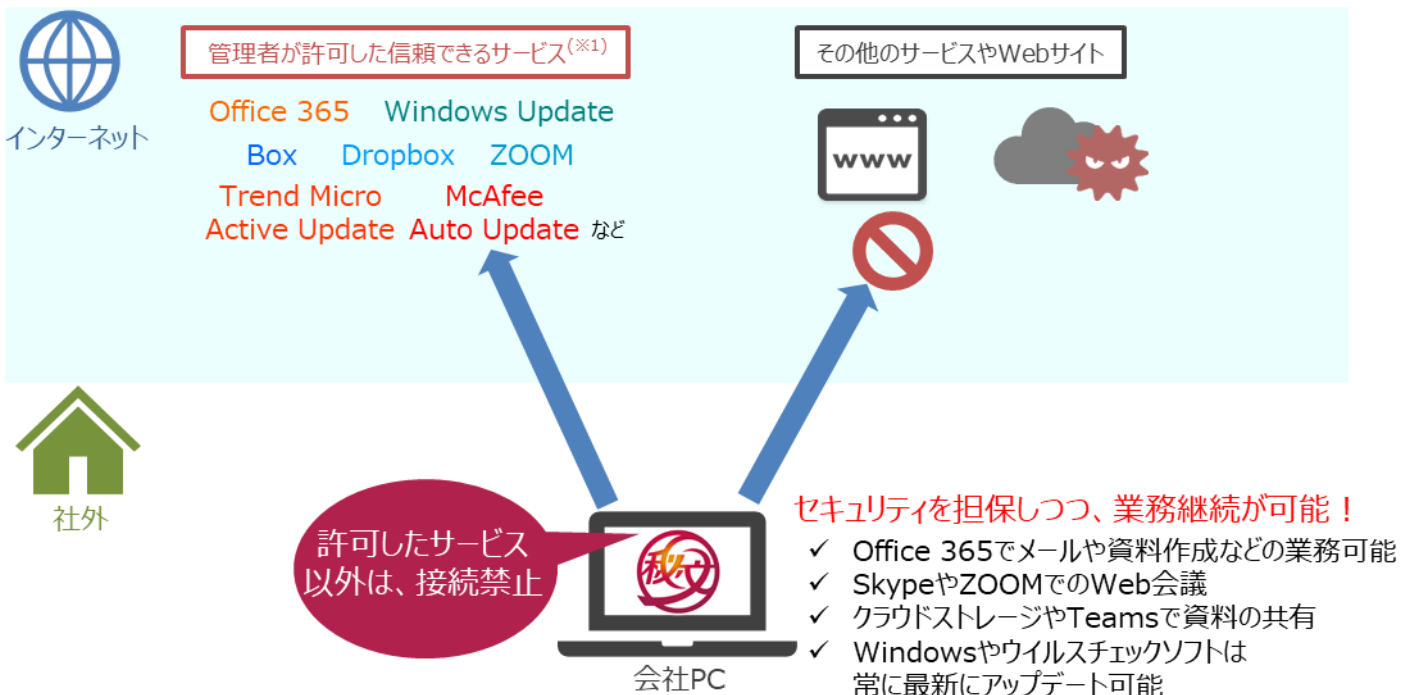 インターネット
管理者が許可した信頼できるサービス(※1)
Office 365 Windows Update
Box Dropbox ZOOM
Trend Micro McAfee
Active Update Auto Update など
その他のサービスやWebサイト
www
社外
許可したサービス
以外は、接続禁止
秘文
会社PC
セキュリティを担保しつつ、業務継続が可能！
✓ Office 365でメールや資料作成などの業務可能
✓ SkypeやZOOMでのWeb会議
✓ クラウドストレージやTeamsで資料の共有
✓ Windowsやウイルスチェックソフトは
常に最新にアップデート可能